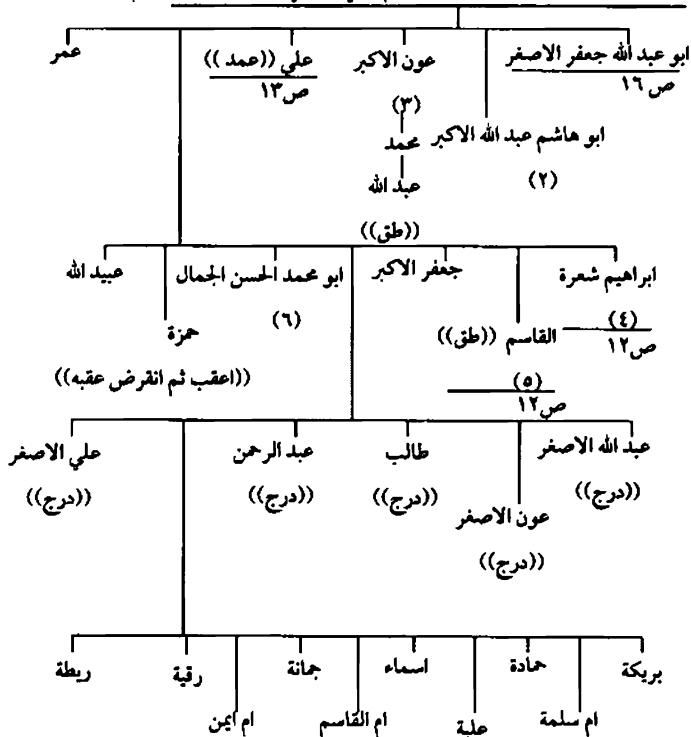 ابو عبد الله جعفر الاصغر
ص١٦
عون الاكبر
(٣)
علي ((عمد))
ص١٣
عمر
ابو هاشم عبد الله الاكبر
(٢)
محمد
عبد الله
((طق))
ابراهيم شعرة
(٤)
ص١٢
جعفر الاكبر
ابو محمد الحسن الجمال
(٦)
عبيد الله
القاسم ((طق))
(٥)
ص١٢
حمزة
((اعقب ثم انقرض عقبه))
عبد الله الاصغر
((درج))
طالب
((درج))
عبد الرحمن
((درج))
علي الاصغر
((درج))
عون الاصغر
((درج))
بريكة
حمادة
اسماء
جمانة
رقية
ريطة
ام سلمة
علية
ام القاسم
ام ايمن